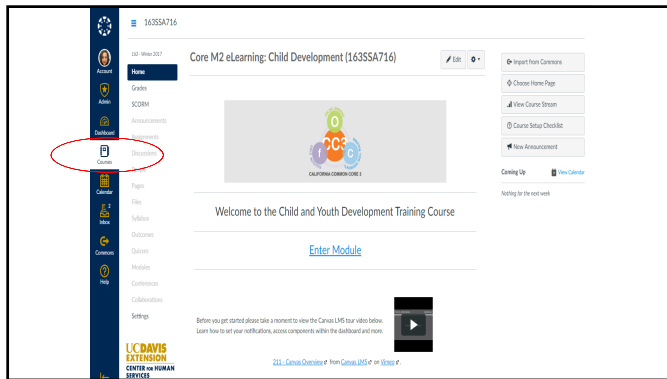 163SSA716
163 - Winter 2017
Core M2 eLearning: Child Development (163SSA716)
Edit
Account
Admin
Dashboard
Courses
Calendar
2
Inbox
Commons
Help
Home
Grades
SCORM
Announcements
Assignments
Discussions
Pages
Files
Syllabus
Outcomes
Quizzes
Modules
Conferences
Collaborations
Settings
UCDAVIS
EXTENSION
CENTER FOR HUMAN
SERVICES
O
CC3
f
c
CALIFORNIA COMMON CORE 3
Welcome to the Child and Youth Development Training Course
Enter Module
Before you get started please take a moment to view the Canvas LMS tour video below.
Learn how to set your notifications, access components within the dashboard and more.
211 - Canvas Overview from Canvas LMS on Vimeo.
Import from Commons
Choose Home Page
View Course Stream
Course Setup Checklist
New Announcement
Coming Up
View Calendar
Nothing for the next week